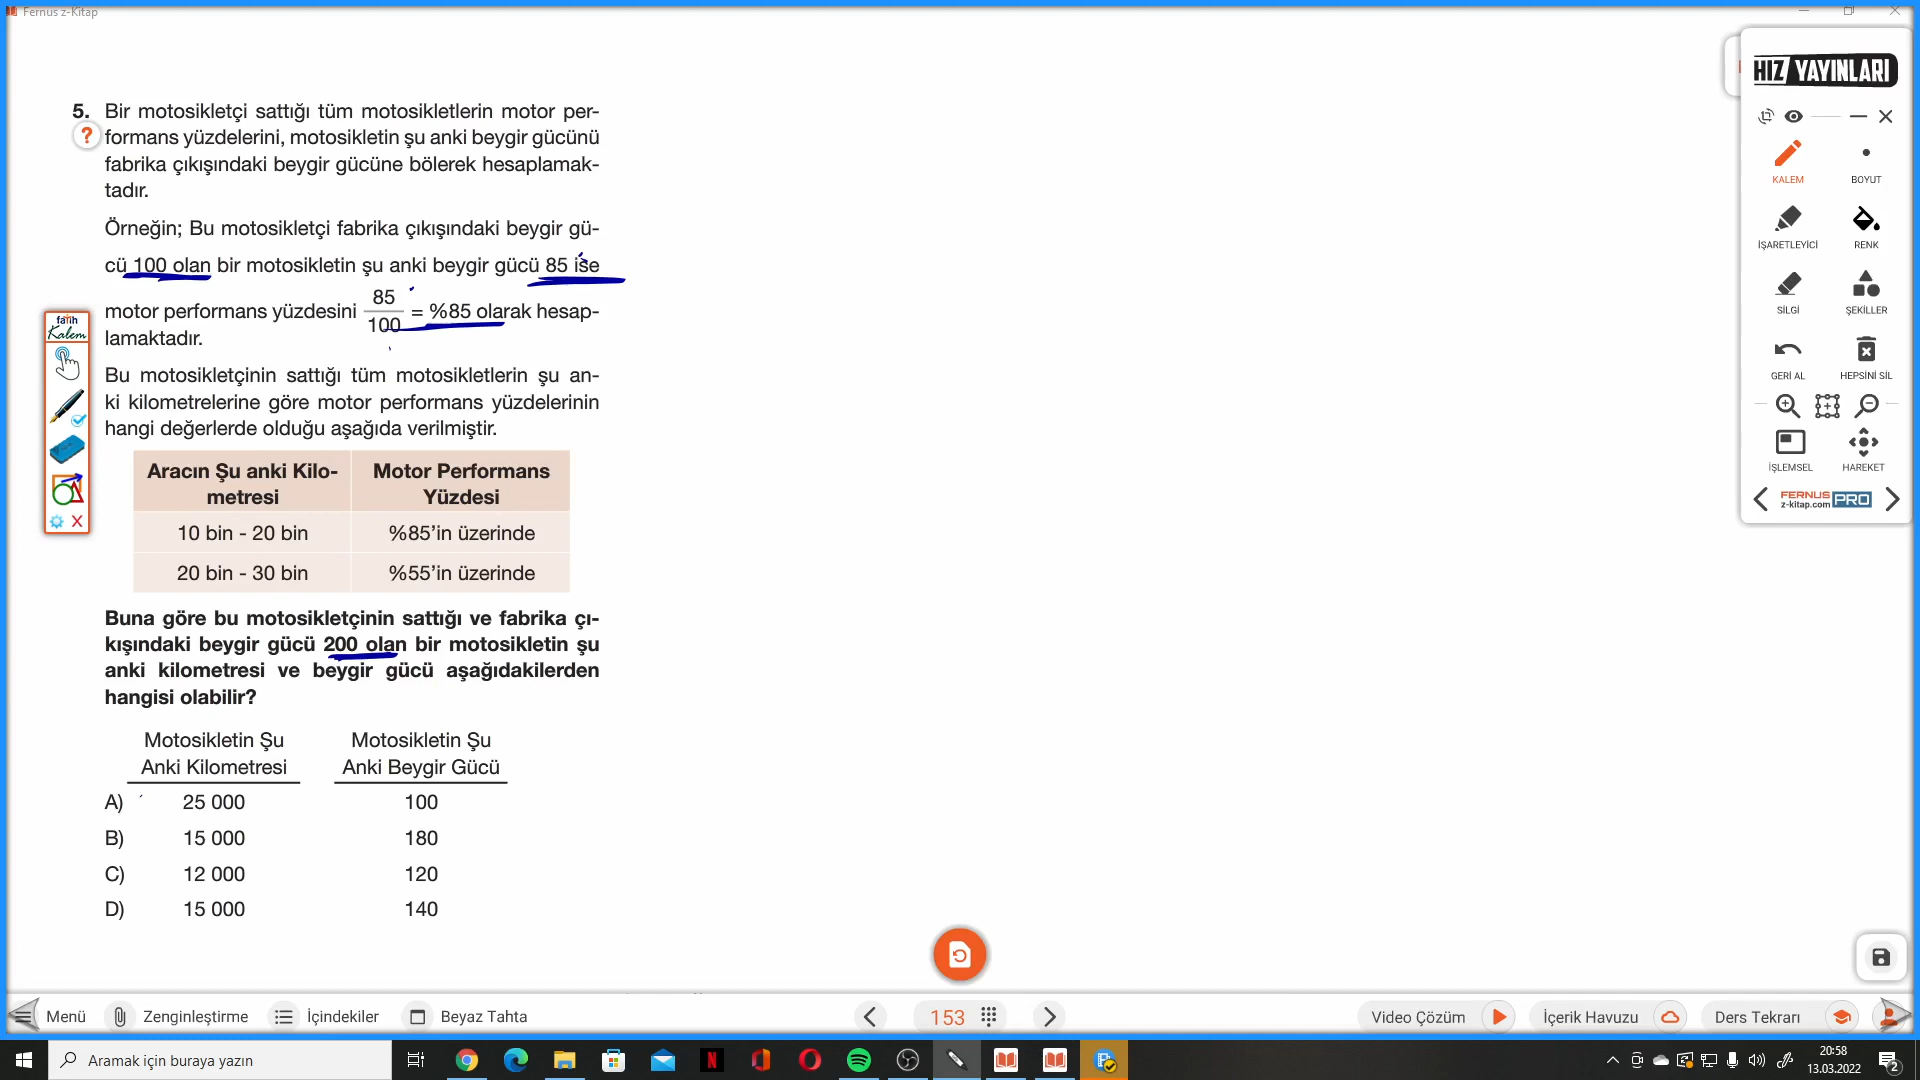 Fernus z-Kitap
HIZ YAYINLARI
5. Bir motosikletçi sattığı tüm motosikletlerin motor per-
? formans yüzdelerini, motosikletin şu anki beygir gücünü
fabrika çıkışındaki beygir gücüne bölerek hesaplamak-
tadır.
Örneğin; Bu motosikletçi fabrika çıkışındaki beygir gü-
cü 100 olan bir motosikletin şu anki beygir gücü 85 ise
motor performans yüzdesini 85/100 = %85 olarak hesap-
lamaktadır.
Bu motosikletçinin sattığı tüm motosikletlerin şu an-
ki kilometrelerine göre motor performans yüzdelerinin
hangi değerlerde olduğu aşağıda verilmiştir.
Aracın Şu anki Kilo-
metresi
Motor Performans
Yüzdesi
10 bin - 20 bin %85'in üzerinde
20 bin - 30 bin %55'in üzerinde
Buna göre bu motosikletçinin sattığı ve fabrika çı-
kışındaki beygir gücü 200 olan bir motosikletin şu
anki kilometresi ve beygir gücü aşağıdakilerden
hangisi olabilir?
Motosikletin Şu
Anki Kilometresi
Motosikletin Şu
Anki Beygir Gücü
A) 25 000 100
B) 15 000 180
C) 12 000 120
D) 15 000 140
fatih
Kalem
KALEM BOYUT
İŞARETLEYİCİ RENK
SİLGİ ŞEKİLLER
GERİ AL HEPSİNİ SİL
İŞLEMSEL HAREKET
FERNUS PRO
z-kitap.com
Menü Zenginleştirme İçindekiler Beyaz Tahta 153 Video Çözüm İçerik Havuzu Ders Tekrarı
Aramak için buraya yazın
20:58
13.03.2022
2